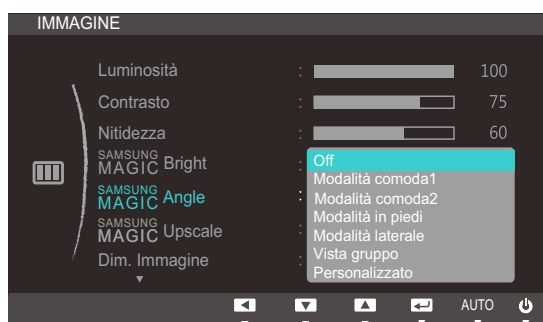 IMMAGINE
Luminosità : 100
Contrasto : 75
Nitidezza : 60
SAMSUNG MAGIC Bright :
SAMSUNG MAGIC Angle :
SAMSUNG MAGIC Upscale :
Dim. Immagine :
Off
Modalità comoda1
Modalità comoda2
Modalità in piedi
Modalità laterale
Vista gruppo
Personalizzato
AUTO